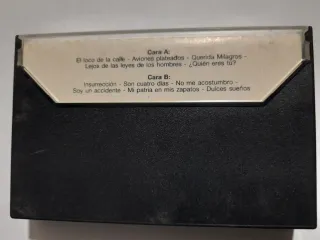 Cara A:
El loco de la calle - Aviones plateados - Querida Milagros -
Lejos de las leyes de los hombres - ¿Quién eres tú?
Cara B:
Insurrección - Son cuatro días - No me acostumbro -
Soy un accidente - Mi patria en mis zapatos - Dulces sueños